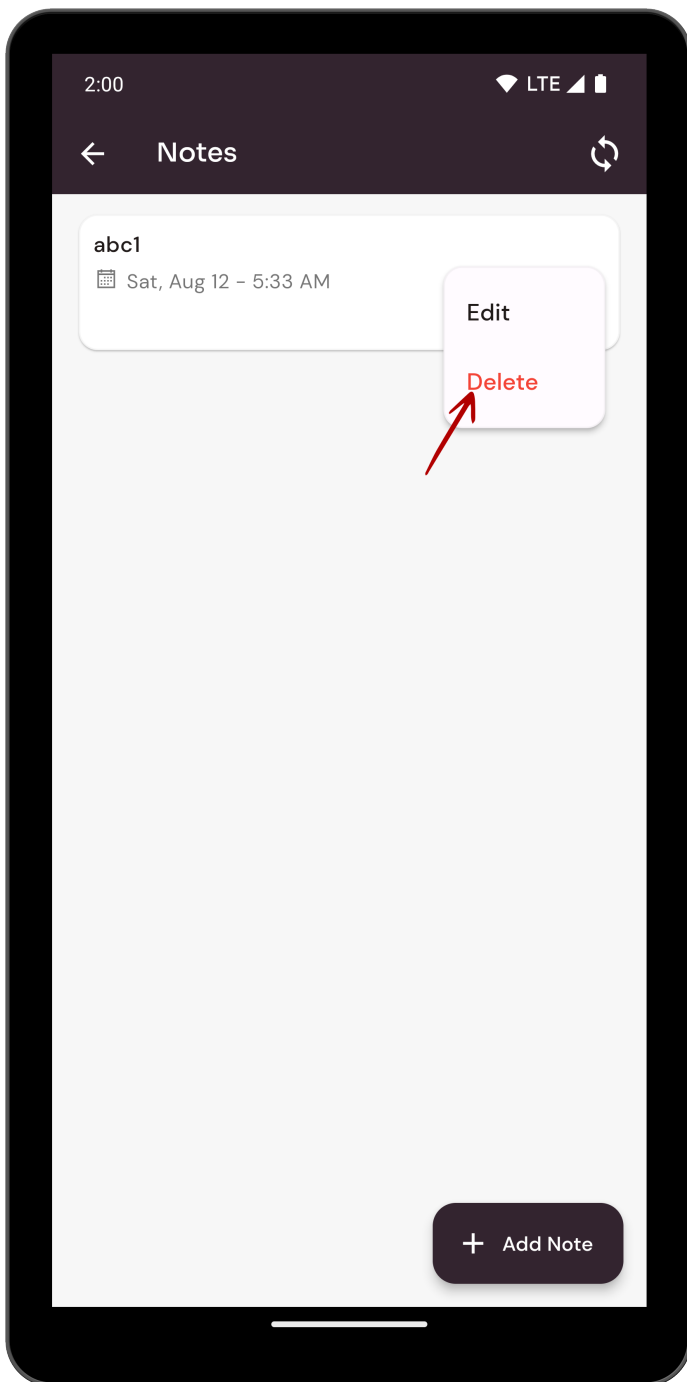 2:00 LTE
Notes
abc1
Sat, Aug 12 - 5:33 AM
Edit
Delete
+ Add Note